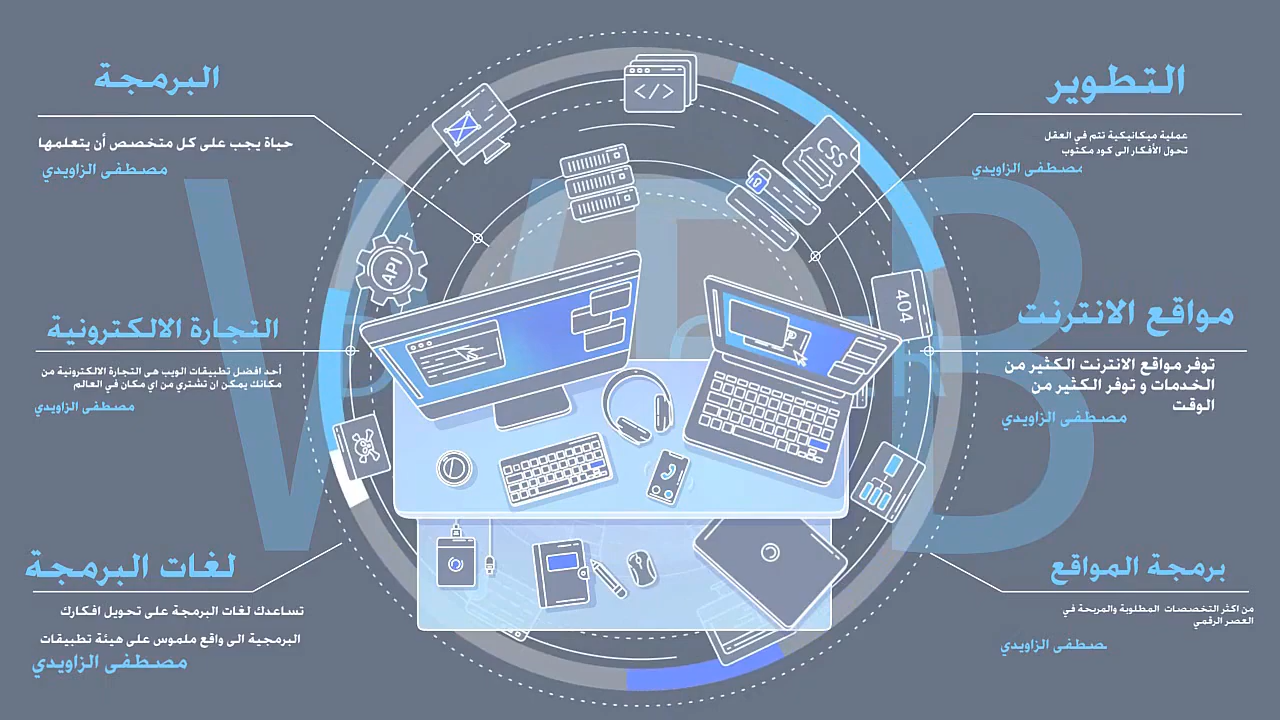 التطوير
عملية ميكانيكية تتم في العقل
تحول الأفكار الى كود مكتوب
مصطفى الزاويدي
البرمجة
حياة يجب على كل متخصص أن يتعلمها
مصطفى الزاويدي
</>
CSS
API
404
WEB
مواقع الانترنت
توفر مواقع الانترنت الكثير من
الخدمات و توفر الكثير من
الوقت
مصطفى الزاويدي
التجارة الالكترونية
أحد افضل تطبيقات الويب هى التجارة الالكترونية من
مكانك يمكن ان تشتري من اي مكان في العالم
مصطفى الزاويدي
برمجة المواقع
من اكثر التخصصات المطلوبة والمربحة في
العصر الرقمي
صطفى الزاويدي
لغات البرمجة
تساعدك لغات البرمجة على تحويل افكارك
البرمجية الى واقع ملموس على هيئة تطبيقات
مصطفى الزاويدي